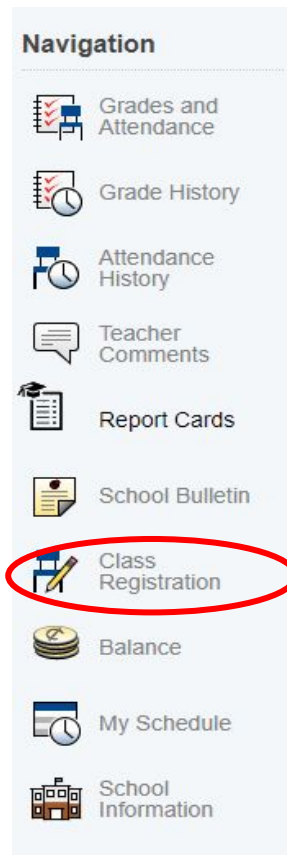 Navigation
Grades and
Attendance
Grade History
Attendance
History
Teacher
Comments
Report Cards
School Bulletin
Class
Registration
Balance
My Schedule
School
Information